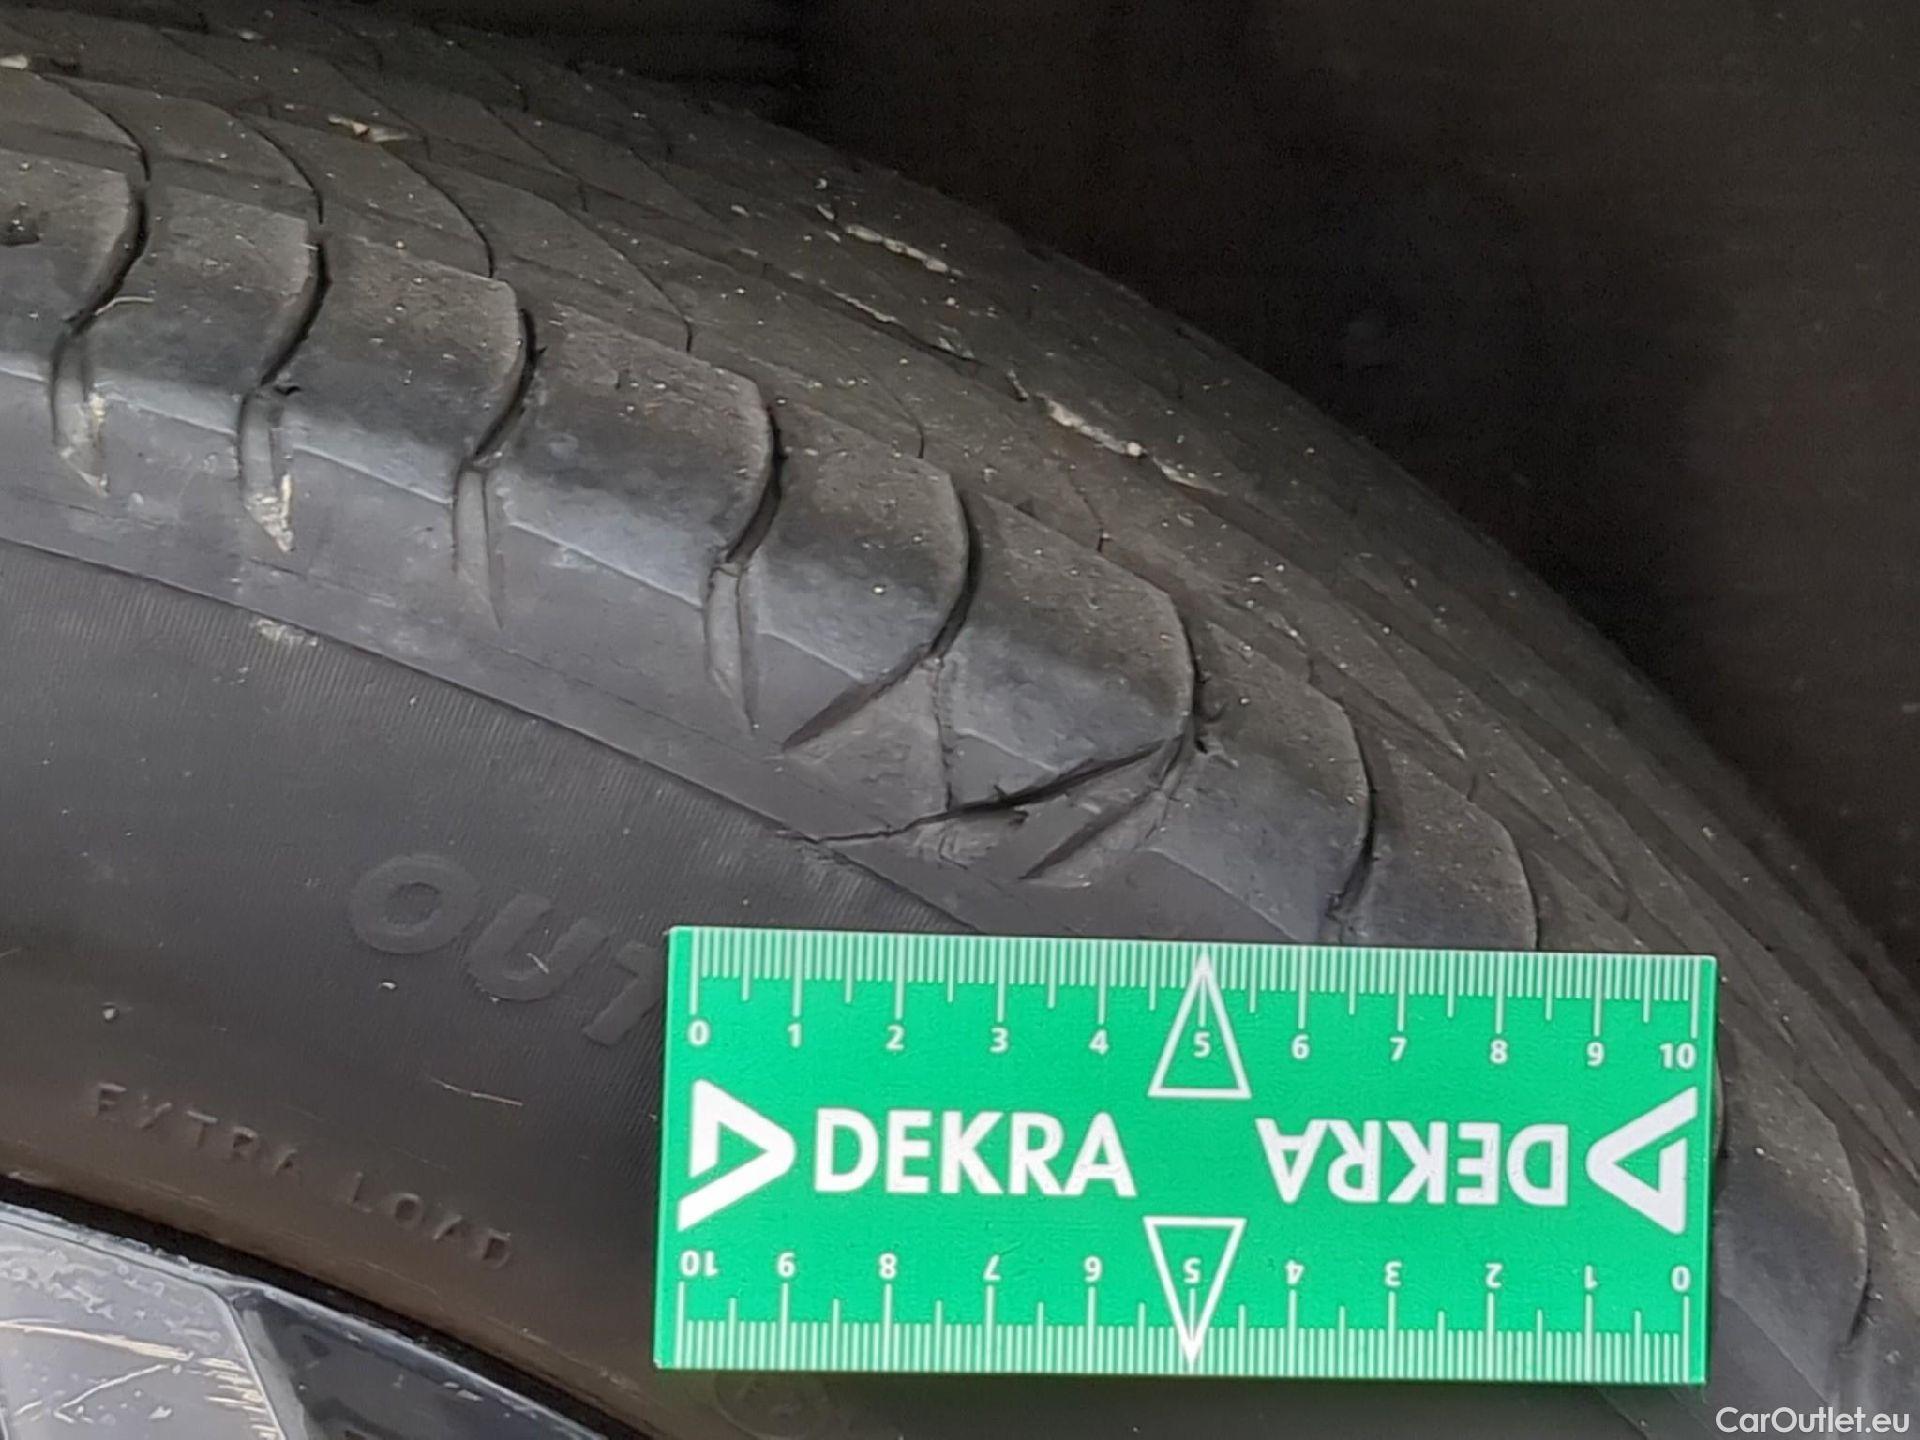 OUT
EXTRA LOAD
0 1 2 3 4 5 6 7 8 9 10
DEKRA DEKRA
10 9 8 7 6 5 4 3 2 1 0
CarOutlet.eu